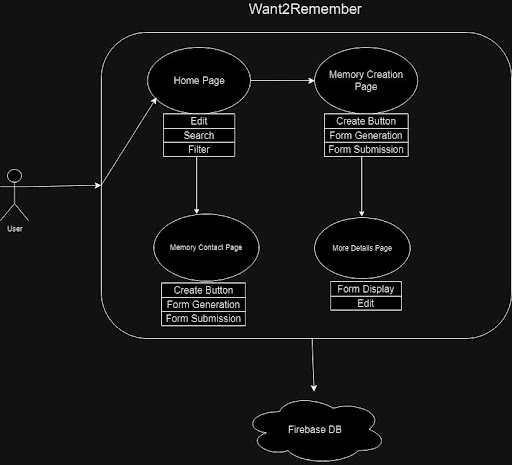 Want2Remember
Home Page
Edit
Search
Filter
Memory Creation
Page
Create Button
Form Generation
Form Submission
User
Memory Contact Page
Create Button
Form Generation
Form Submission
More Details Page
Form Display
Edit
Firebase DB